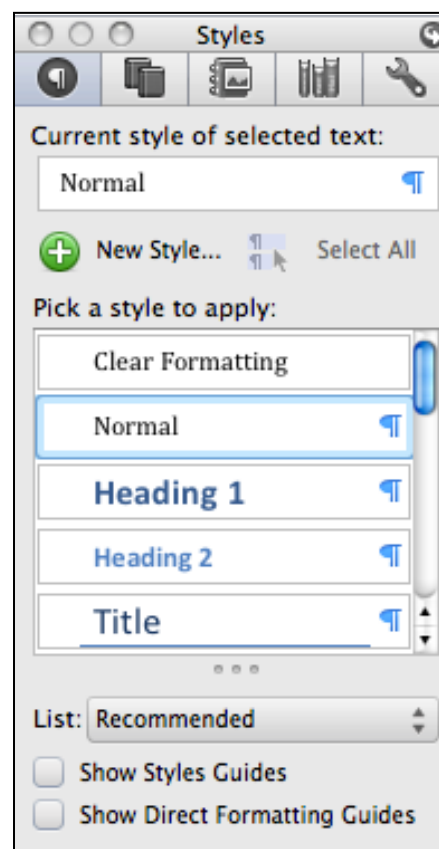 Styles
Current style of selected text:
Normal ¶
New Style... Select All
Pick a style to apply:
Clear Formatting
Normal ¶
Heading 1 ¶
Heading 2 ¶
Title ¶
List: Recommended
Show Styles Guides
Show Direct Formatting Guides